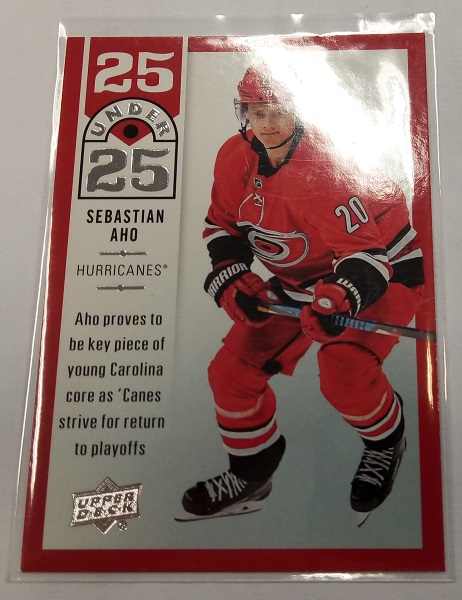 25
UNDER
25
SEBASTIAN
AHO
HURRICANES®
Aho proves to
be key piece of
young Carolina
core as 'Canes
strive for return
to playoffs
UPPER
DECK®
20
WARRIOR